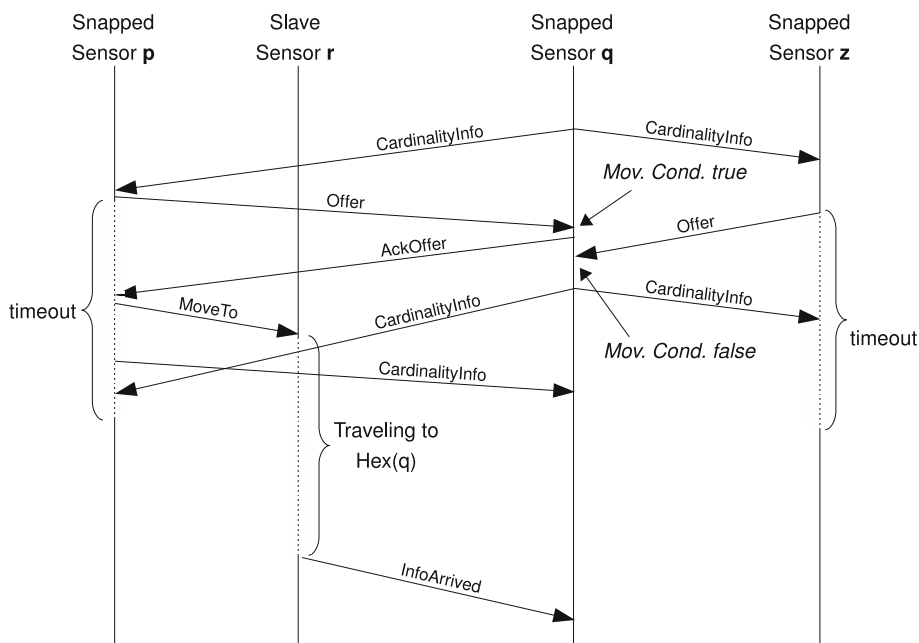 Snapped
Sensor p
Slave
Sensor r
Snapped
Sensor q
Snapped
Sensor z
CardinalityInfo
CardinalityInfo
Mov. Cond. true
Offer
Offer
AckOffer
CardinalityInfo
MoveTo
CardinalityInfo
timeout
timeout
Mov. Cond. false
CardinalityInfo
Traveling to
Hex(q)
InfoArrived